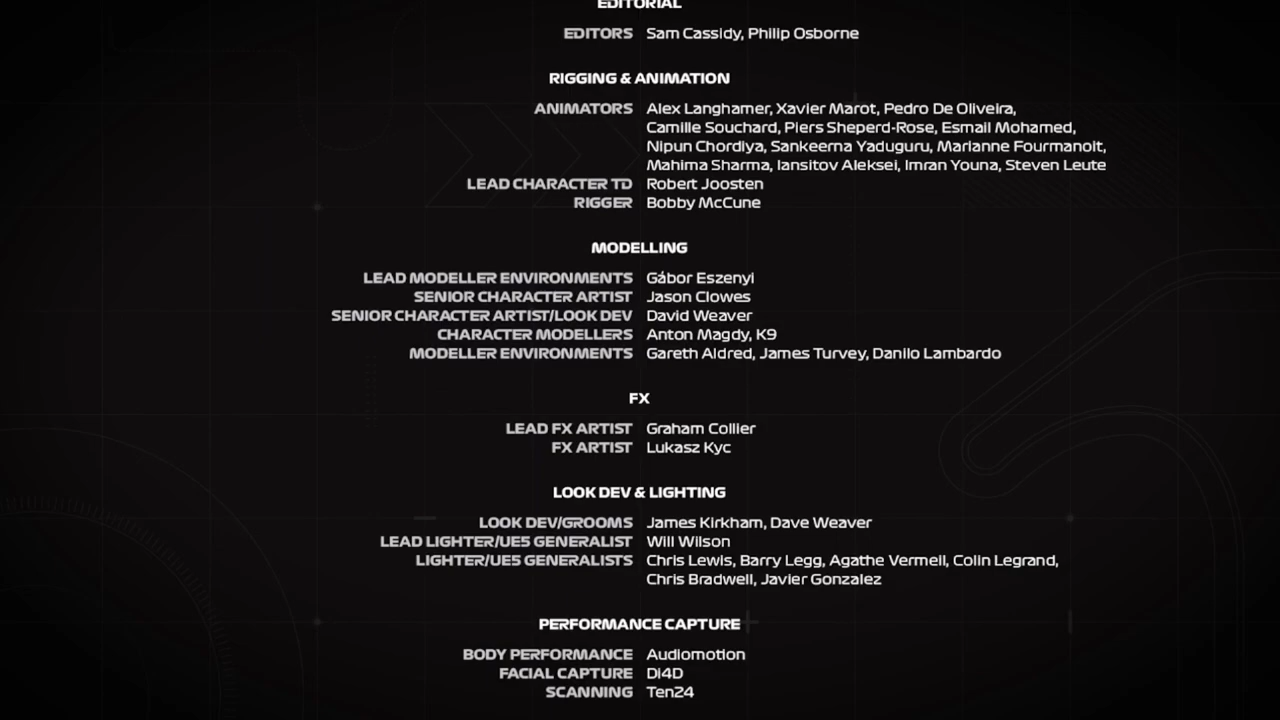 EDITORIAL
EDITORS Sam Cassidy, Philip Osborne
RIGGING & ANIMATION
ANIMATORS Alex Langhamer, Xavier Marot, Pedro De Oliveira,
Camille Souchard, Piers Sheperd-Rose, Esmail Mohamed,
Nipun Chordiya, Sankeerna Yaduguru, Marianne Fourmanoit,
Mahima Sharma, Iansitov Aleksei, Imran Youna, Steven Leute
LEAD CHARACTER TD Robert Joosten
RIGGER Bobby McCune
MODELLING
LEAD MODELLER ENVIRONMENTS Gábor Eszenyi
SENIOR CHARACTER ARTIST Jason Clowes
SENIOR CHARACTER ARTIST/LOOK DEV David Weaver
CHARACTER MODELLERS Anton Magdy, K9
MODELLER ENVIRONMENTS Gareth Aldred, James Turvey, Danilo Lambardo
FX
LEAD FX ARTIST Graham Collier
FX ARTIST Lukasz Kyc
LOOK DEV & LIGHTING
LOOK DEV/GROOMS James Kirkham, Dave Weaver
LEAD LIGHTER/UE5 GENERALIST Will Wilson
LIGHTER/UE5 GENERALISTS Chris Lewis, Barry Legg, Agathe Vermeil, Colin Legrand,
Chris Bradwell, Javier Gonzalez
PERFORMANCE CAPTURE
BODY PERFORMANCE Audiomotion
FACIAL CAPTURE Di4D
SCANNING Ten24